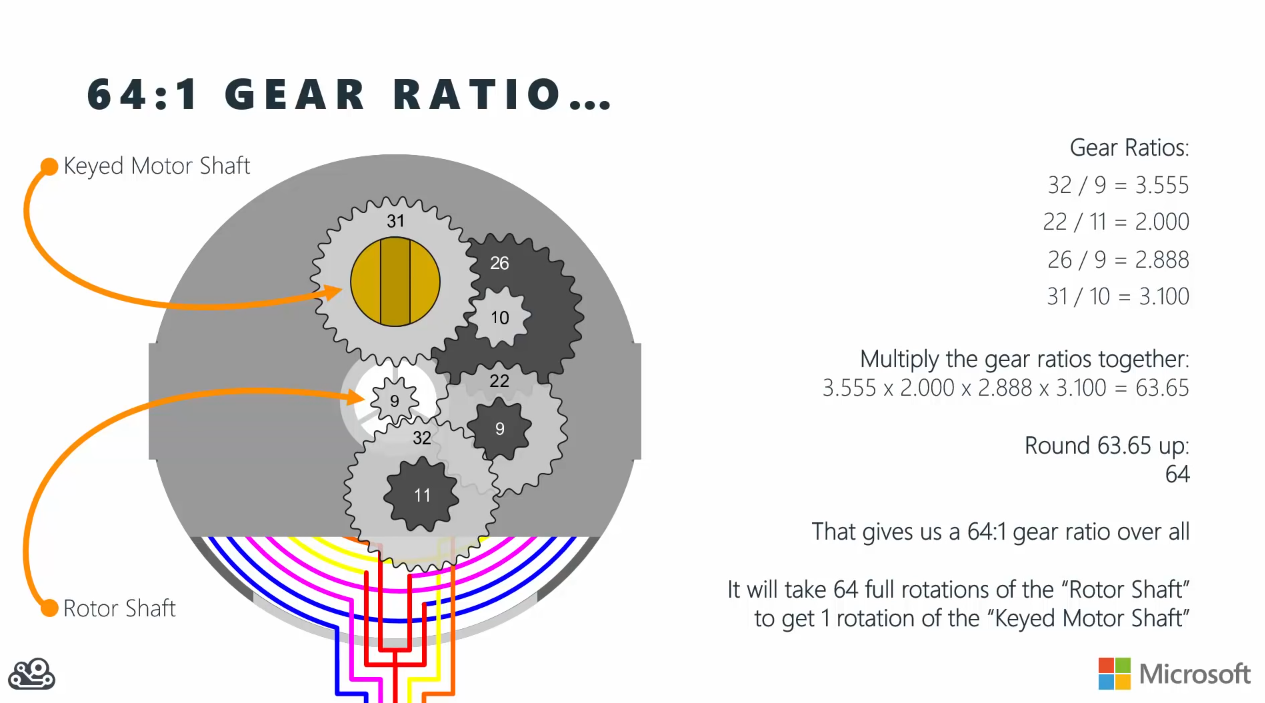 64:1 GEAR RATIO...
Keyed Motor Shaft
31
26
10
22
9
9
32
11
Rotor Shaft
Gear Ratios:
32 / 9 = 3.555
22 / 11 = 2.000
26 / 9 = 2.888
31 / 10 = 3.100
Multiply the gear ratios together:
3.555 x 2.000 x 2.888 x 3.100 = 63.65
Round 63.65 up:
64
That gives us a 64:1 gear ratio over all
It will take 64 full rotations of the “Rotor Shaft”
to get 1 rotation of the “Keyed Motor Shaft”
Microsoft